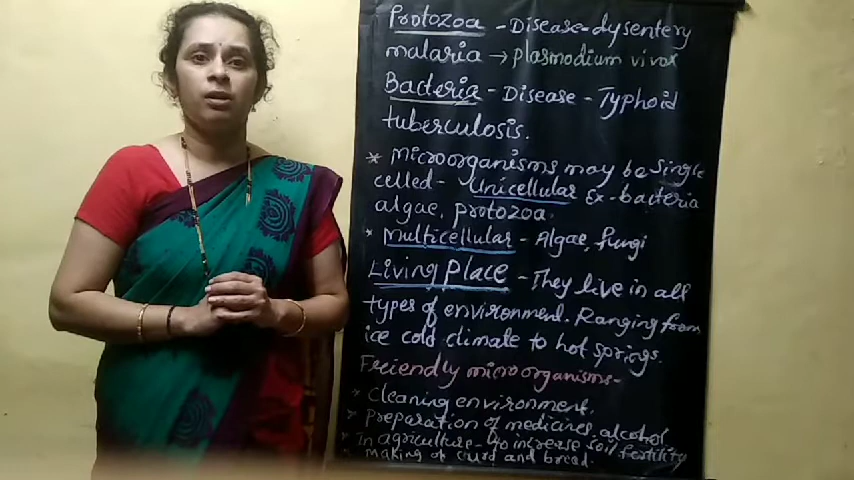 Protozoa - Disease - dysentery
malaria → plasmodium vivax
Bacteria - Disease - Typhoid
tuberculosis.
* Microorganisms may be single
celled - Unicellular Ex - bacteria
algae, protozoa.
* Multicellular - Algae, fungi
Living Place - They live in all
types of environment. Ranging from
ice cold climate to hot springs.
Friendly microorganisms -
* Cleaning environment.
* Preparation of medicines, alcohol
* In agriculture - to increase soil fertility
* making of curd and bread.